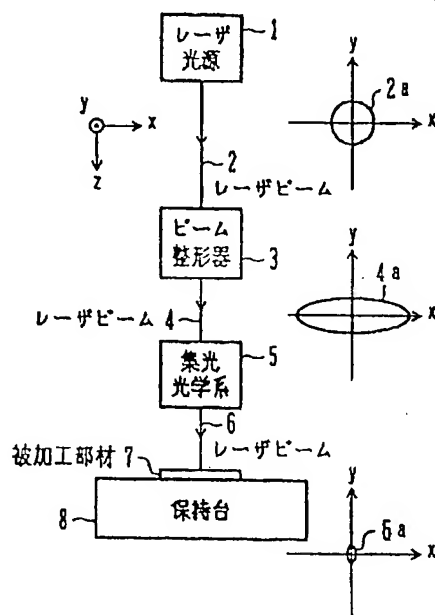 レーザ
光源
1
y
x
z
2
レーザビーム
y
2a
x
ビーム
整形器
3
レーザビーム 4
y
4a
x
集光
光学系
5
6
レーザビーム
被加工部材 7
8
保持台
y
6a
x